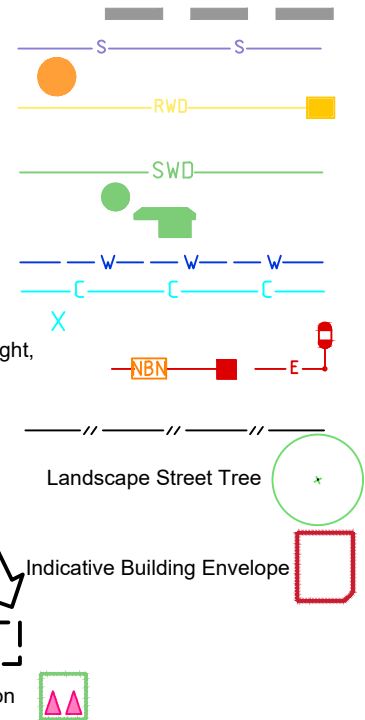 S S
RWD
SWD
W W W
C C C
X
ght,
NBN E
Landscape Street Tree
Indicative Building Envelope
on